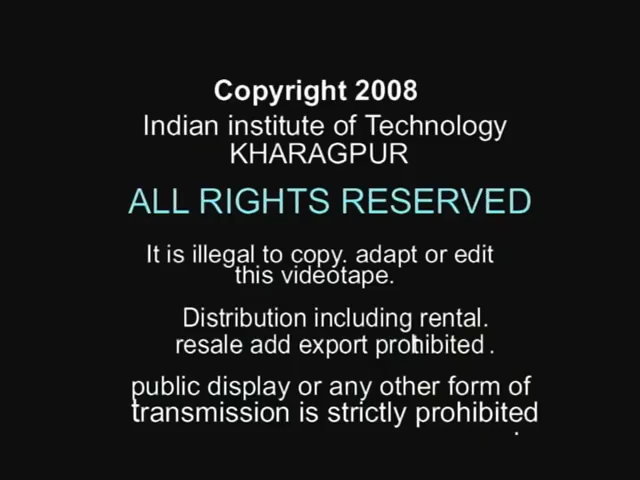 Copyright 2008
Indian institute of Technology
KHARAGPUR
ALL RIGHTS RESERVED
It is illegal to copy. adapt or edit
this videotape.
Distribution including rental.
resale add export prohibited .
public display or any other form of
transmission is strictly prohibited
.